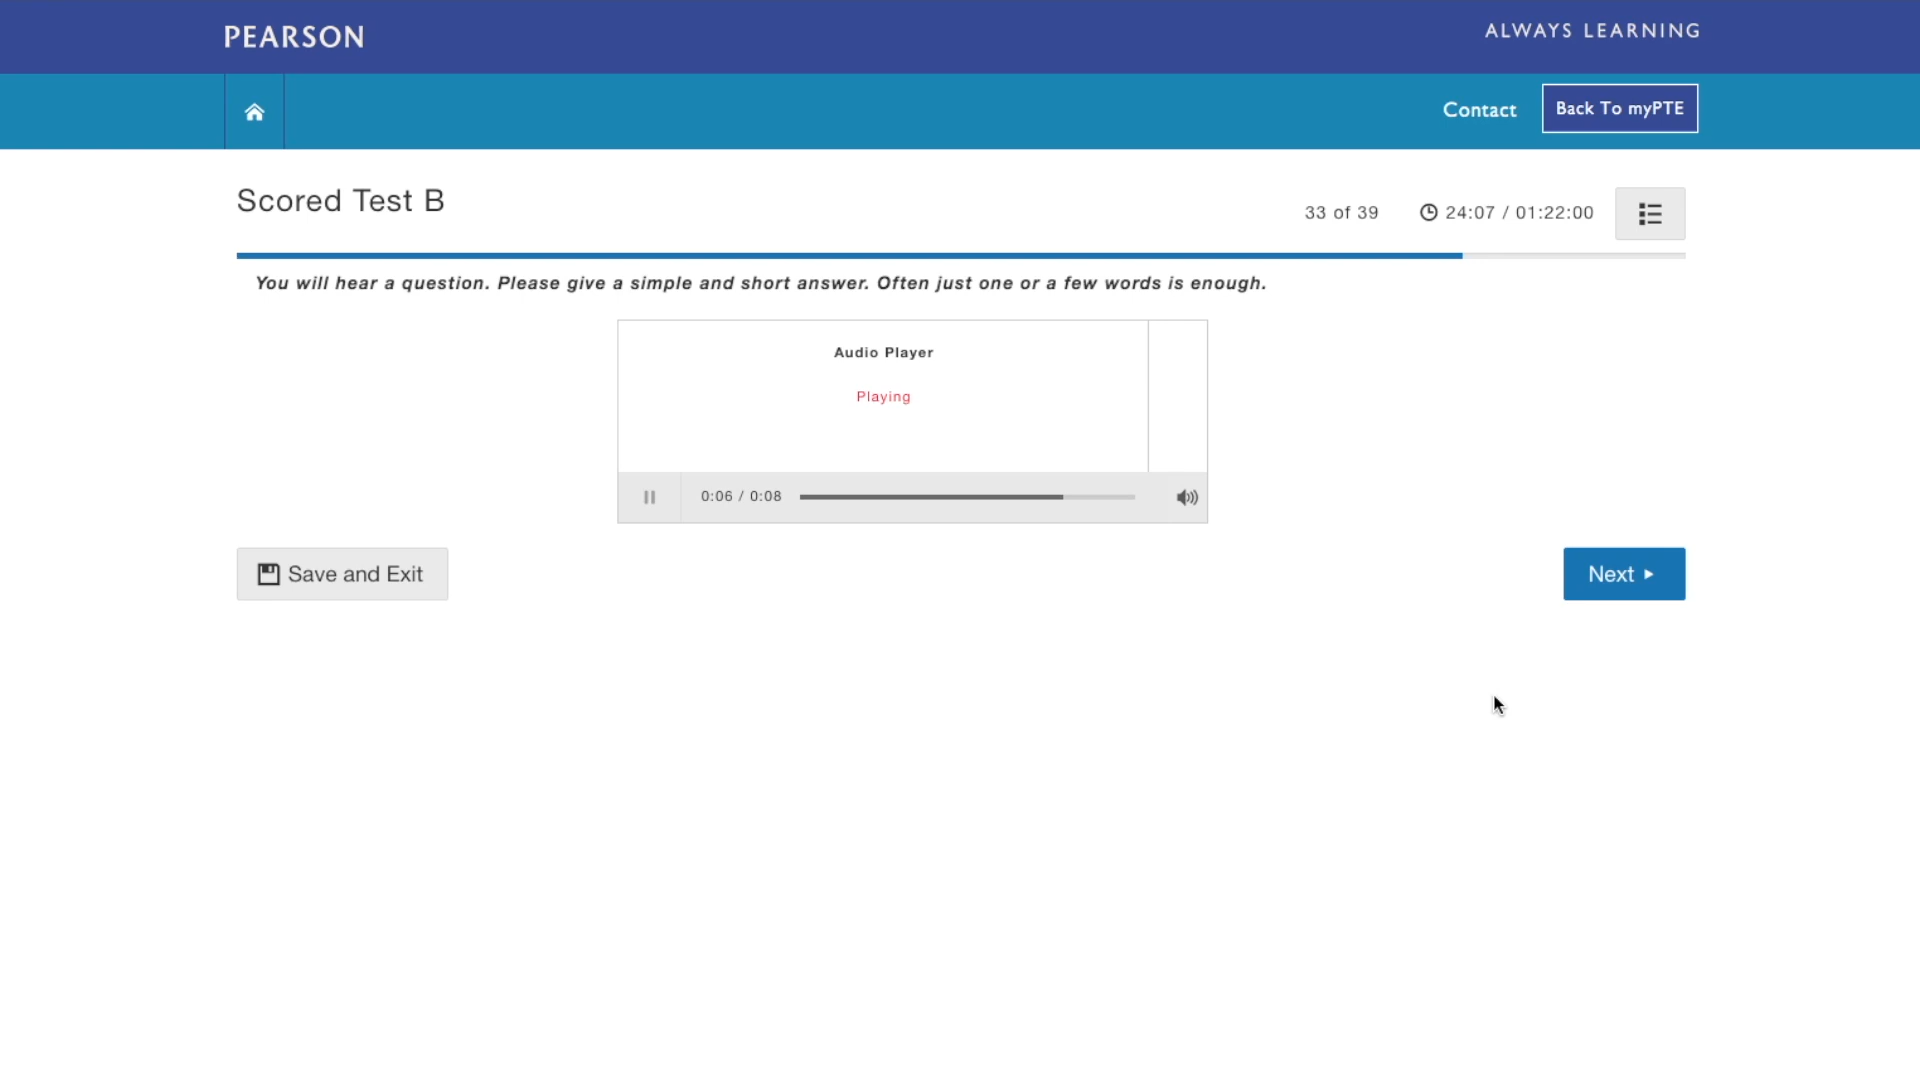 PEARSON
ALWAYS LEARNING
Contact
Back To myPTE
Scored Test B
33 of 39
24:07 / 01:22:00
You will hear a question. Please give a simple and short answer. Often just one or a few words is enough.
Audio Player
Playing
0:06 / 0:08
Save and Exit
Next